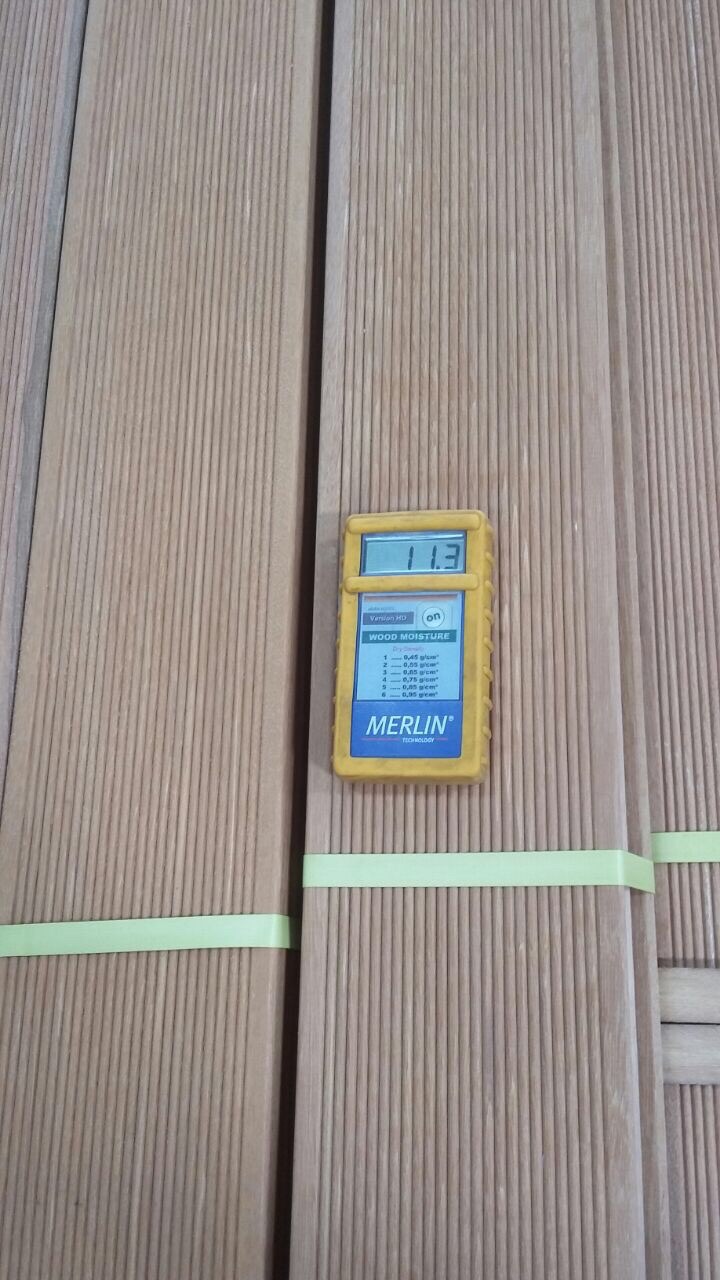 11.3
Version HD
on
WOOD MOISTURE
Dry Density
1 ..... 0,45 g/cm³
2 ..... 0,55 g/cm³
3 ..... 0,65 g/cm³
4 ..... 0,75 g/cm³
5 ..... 0,85 g/cm³
6 ..... 0,95 g/cm³
MERLIN®
TECHNOLOGY